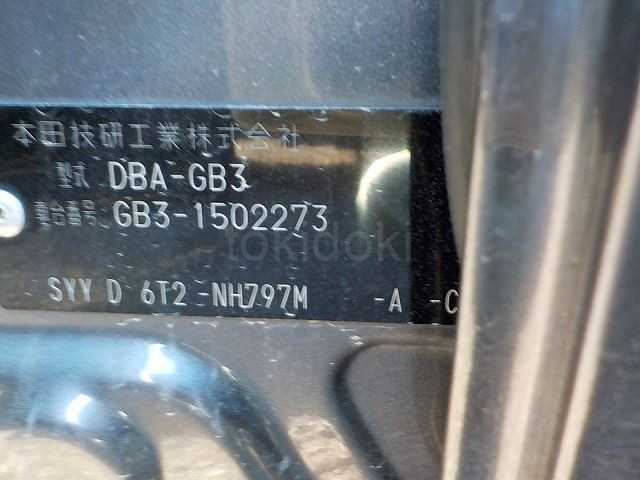 本田技研工業株式会社
型式 DBA-GB3
車台番号 GB3-1502273
tokidoki
SYY D 6T2 -NH797M -A -C